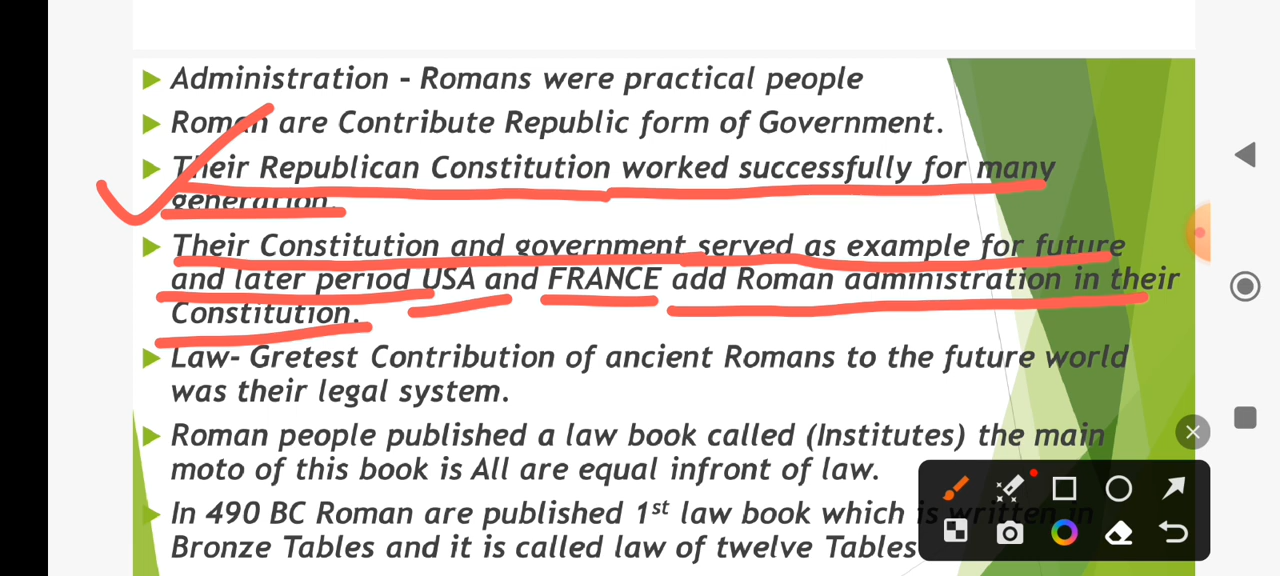 Administration - Romans were practical people
Roman are Contribute Republic form of Government.
Their Republican Constitution worked successfully for many
generation.
Their Constitution and government served as example for future
and later period USA and FRANCE add Roman administration in their
Constitution.
Law- Gretest Contribution of ancient Romans to the future world
was their legal system.
Roman people published a law book called (Institutes) the main
moto of this book is All are equal infront of law.
In 490 BC Roman are published 1st law book which is written in
Bronze Tables and it is called law of twelve Tables